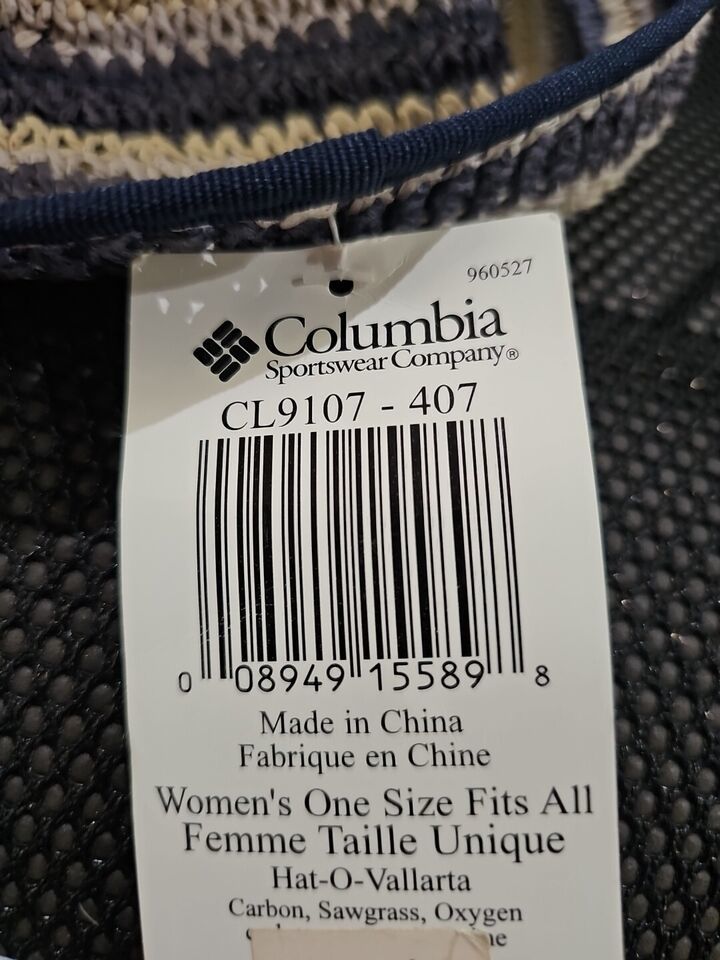 960527
Columbia
Sportswear Company®
CL9107 - 407
0 08949 15589 8
Made in China
Fabrique en Chine
Women's One Size Fits All
Femme Taille Unique
Hat-O-Vallarta
Carbon, Sawgrass, Oxygen